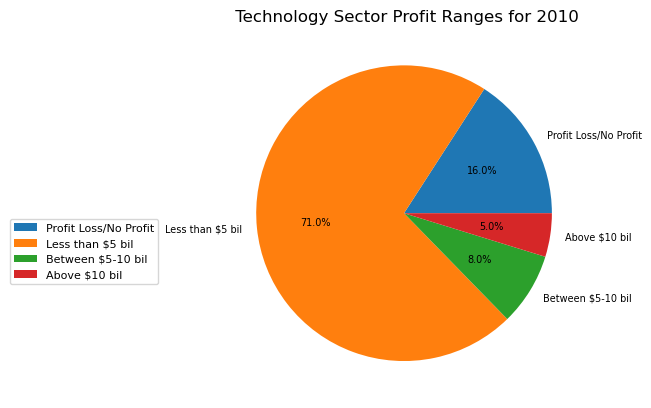 Technology Sector Profit Ranges for 2010
Profit Loss/No Profit
16.0%
Less than $5 bil
71.0%
5.0%
Above $10 bil
8.0%
Between $5-10 bil
Profit Loss/No Profit
Less than $5 bil
Between $5-10 bil
Above $10 bil